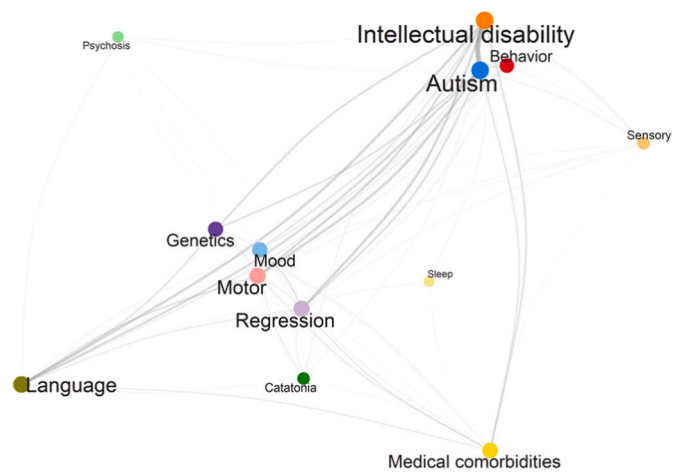 Intellectual disability
Psychosis
Behavior
Autism
Sensory
Genetics
Mood
Sleep
Motor
Regression
Language
Catatonia
Medical comorbidities